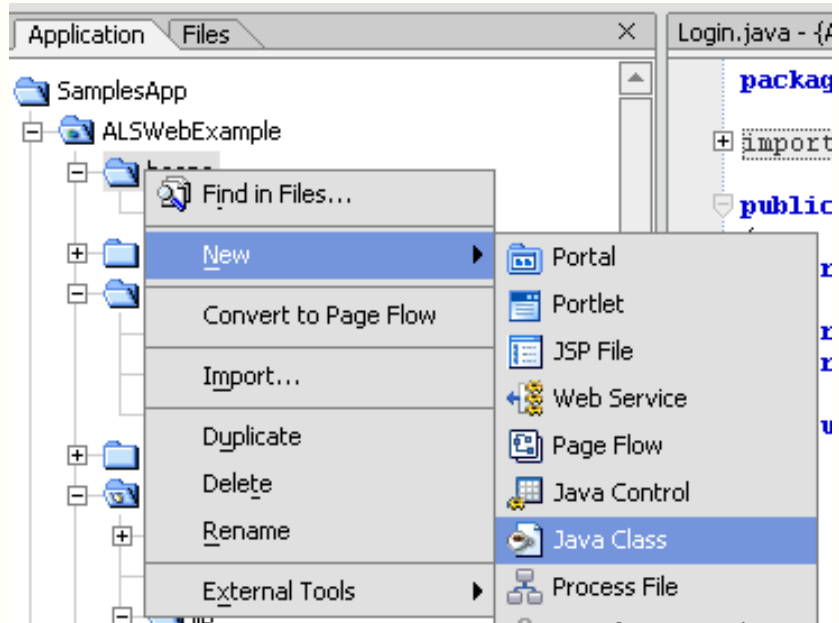 Application Files
SamplesApp
ALSWebExample
Find in Files...
New
Convert to Page Flow
Import...
Duplicate
Delete
Rename
External Tools
Portal
Portlet
JSP File
Web Service
Page Flow
Java Control
Java Class
Process File
Login.java - {A
packag
import
public